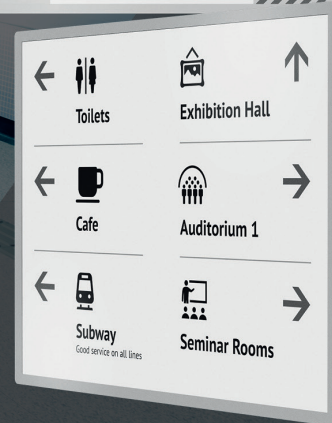 Toilets
Exhibition Hall
Cafe
Auditorium 1
Subway
Good service on all lines
Seminar Rooms